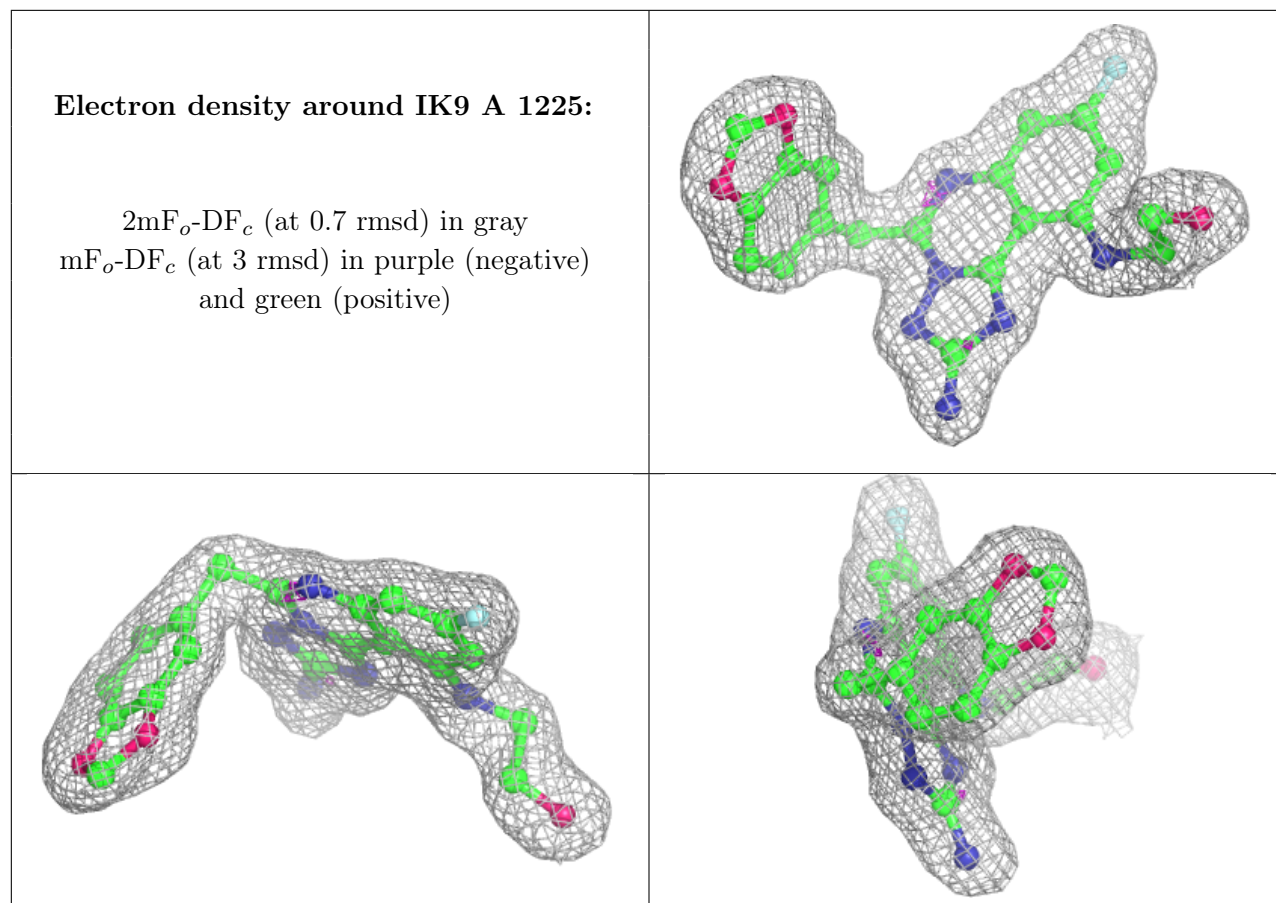 Electron density around IK9 A 1225:
2mFo-DFc (at 0.7 rmsd) in gray
mFo-DFc (at 3 rmsd) in purple (negative)
and green (positive)